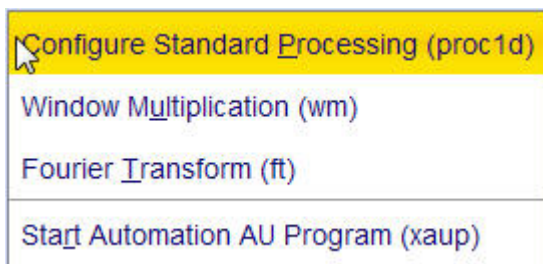 Configure Standard Processing (proc1d)
Window Multiplication (wm)
Fourier Transform (ft)
Start Automation AU Program (xaup)